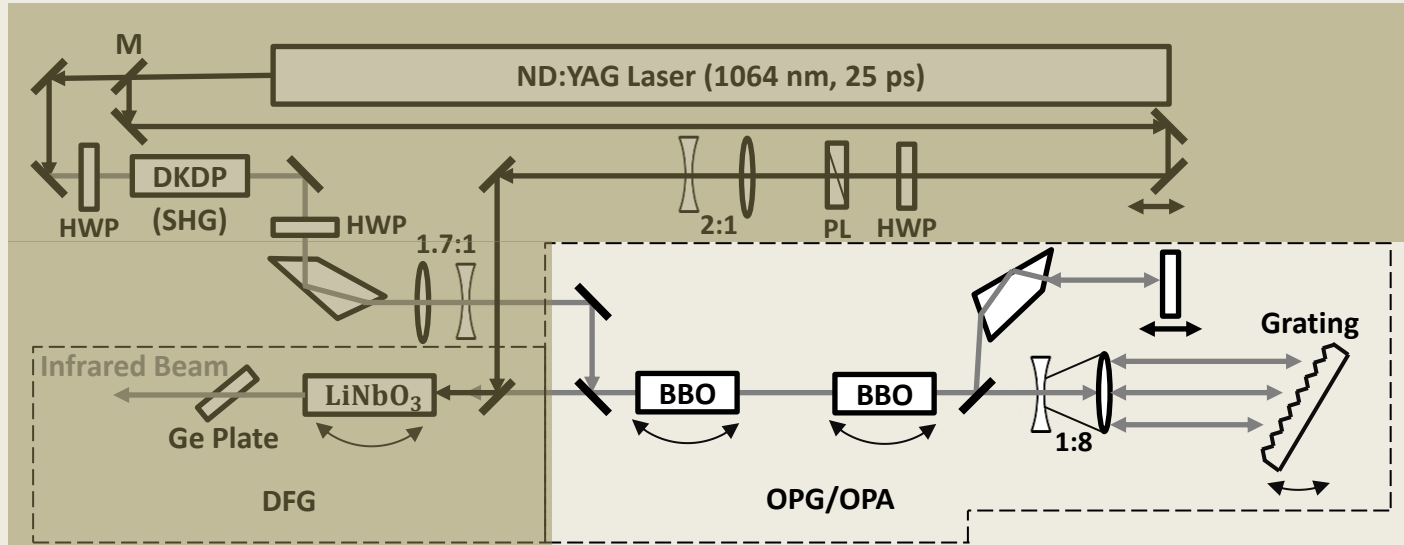 M
ND:YAG Laser (1064 nm, 25 ps)
DKDP
(SHG)
HWP
HWP
2:1
PL
HWP
1.7:1
Grating
Infrared Beam
LiNbO₃
BBO
BBO
Ge Plate
1:8
DFG
OPG/OPA